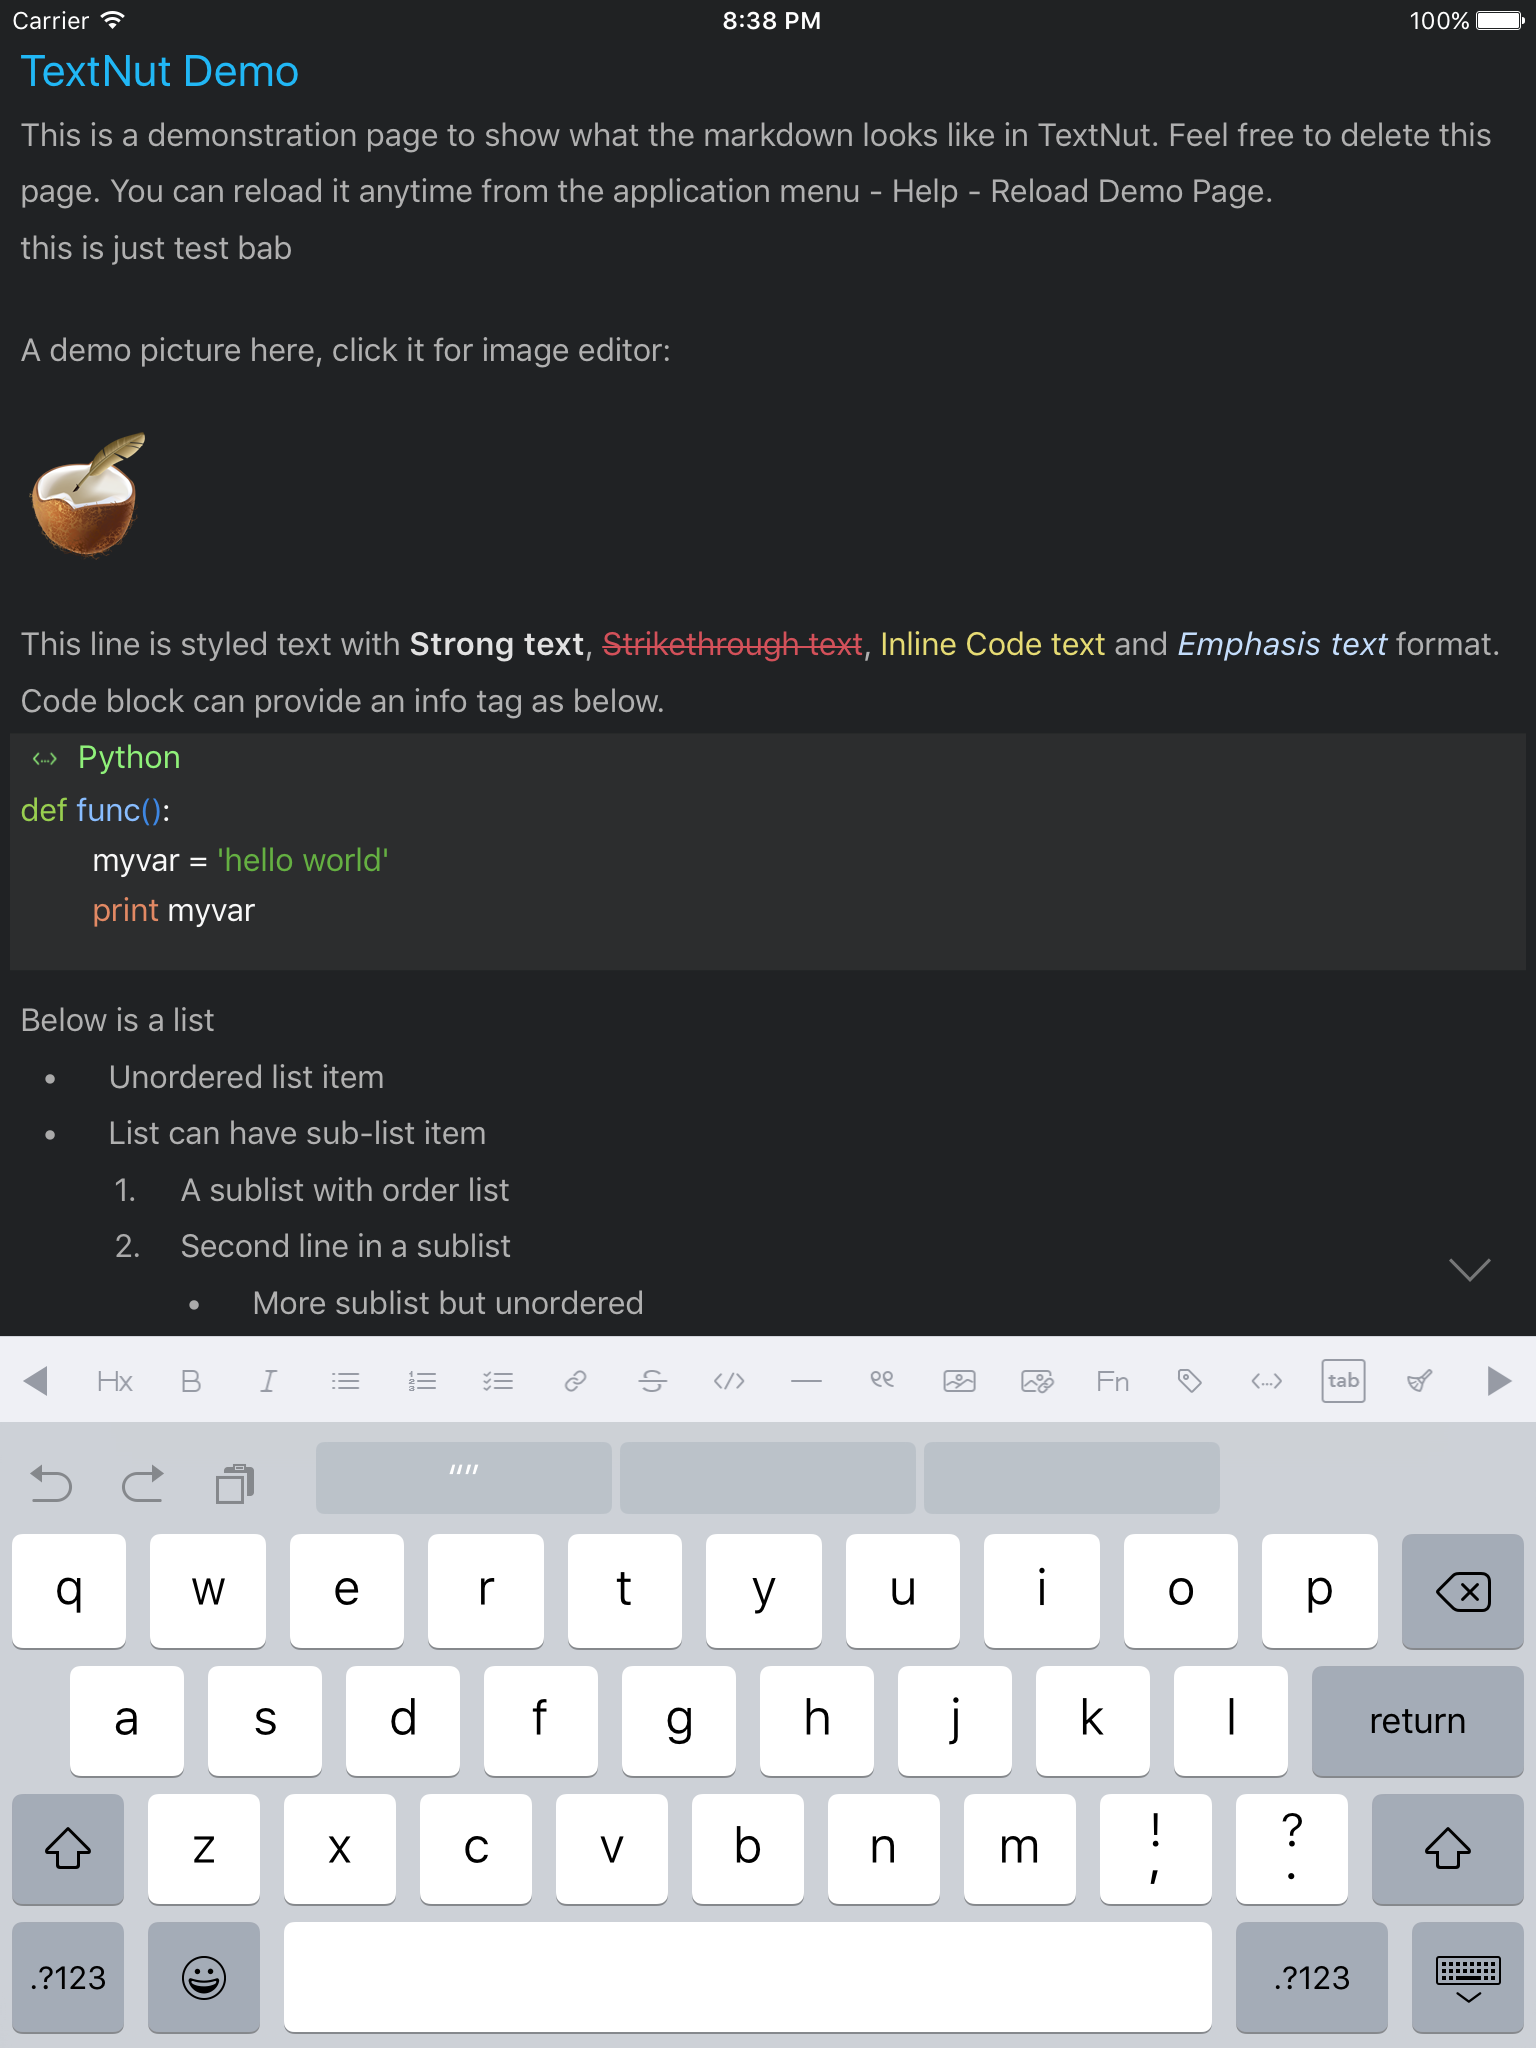 Carrier 8:38 PM 100%
TextNut Demo
This is a demonstration page to show what the markdown looks like in TextNut. Feel free to delete this
page. You can reload it anytime from the application menu - Help - Reload Demo Page.
this is just test bab
A demo picture here, click it for image editor:
This line is styled text with Strong text, Strikethrough text, Inline Code text and Emphasis text format.
Code block can provide an info tag as below.
<...> Python
def func():
myvar = 'hello world'
print myvar
Below is a list
• Unordered list item
• List can have sub-list item
1. A sublist with order list
2. Second line in a sublist
• More sublist but unordered
Hx B I S </> — Fn <...> tab
""
q w e r t y u i o p
a s d f g h j k l return
z x c v b n m ! , ? .
.?123 .?123